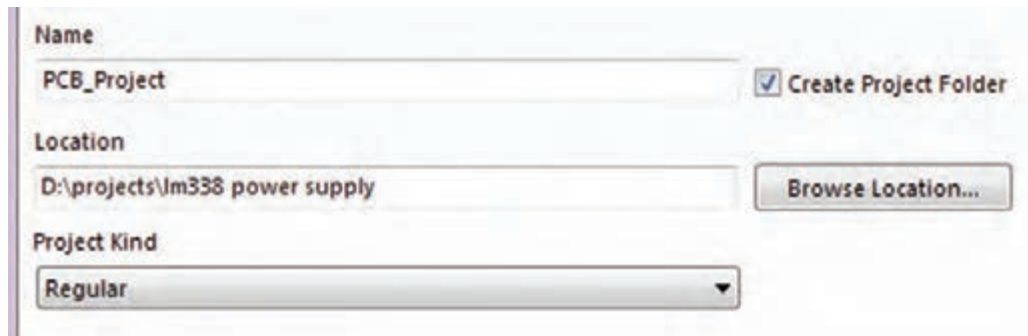 Name
PCB_Project
Create Project Folder
Location
D:\projects\lm338 power supply
Browse Location...
Project Kind
Regular